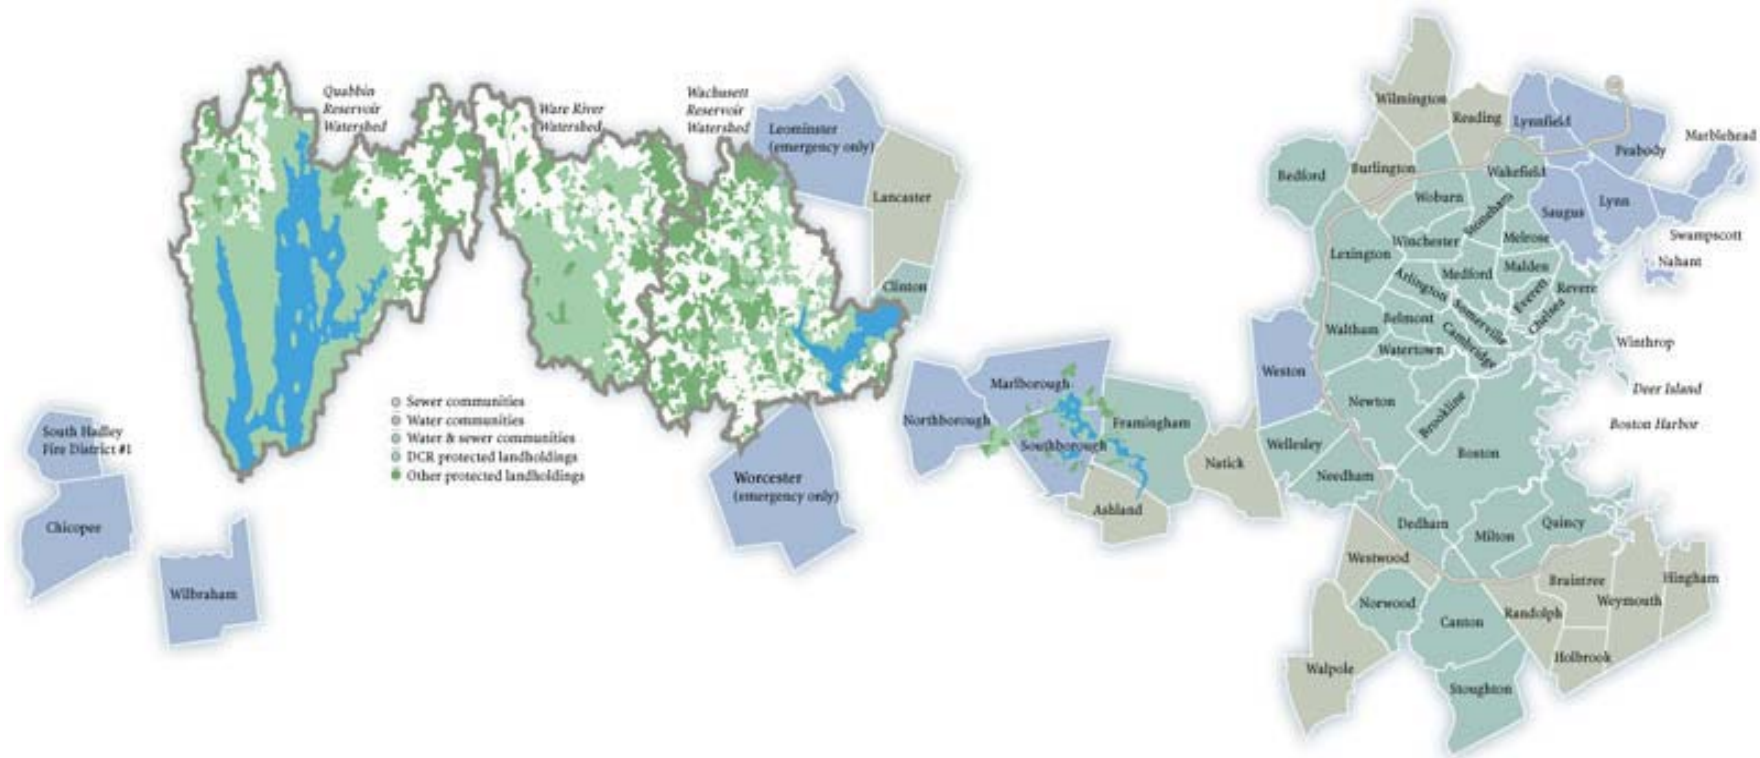 Quabbin
Reservoir
Watershed
Ware River
Watershed
Wachusett
Reservoir
Watershed
Leominster
(emergency only)
Lancaster
Clinton
South Hadley
Fire District #1
Chicopee
Wilbraham
Sewer communities
Water communities
Water & sewer communities
DCR protected landholdings
Other protected landholdings
Worcester
(emergency only)
Northborough
Marlborough
Southborough
Framingham
Ashland
Natick
Weston
Wellesley
Needham
Wilmington
Reading
Lynnfield
Peabody
Marblehead
Burlington
Bedford
Wakefield
Woburn
Stoneham
Saugus
Lynn
Swampscott
Nahant
Lexington
Winchester
Melrose
Medford
Malden
Arlington
Everett
Revere
Chelsea
Somerville
Belmont
Cambridge
Waltham
Watertown
Winthrop
Deer Island
Boston Harbor
Newton
Brookline
Boston
Dedham
Milton
Quincy
Westwood
Norwood
Canton
Randolph
Braintree
Weymouth
Hingham
Holbrook
Walpole
Stoughton